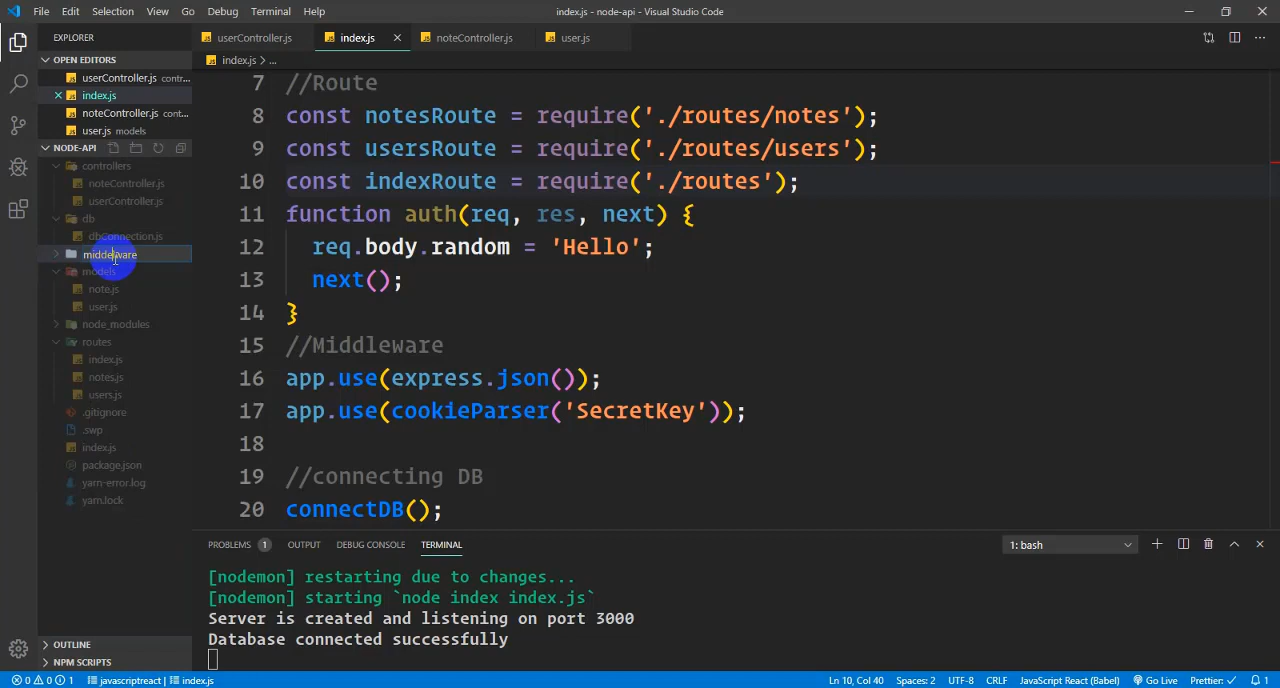 File Edit Selection View Go Debug Terminal Help
index.js - node-api - Visual Studio Code
EXPLORER
OPEN EDITORS
userController.js contr...
index.js
noteController.js cont...
user.js models
NODE-API
controllers
noteController.js
userController.js
db
dbConnection.js
middleware
models
note.js
user.js
node_modules
routes
index.js
notes.js
users.js
.gitignore
.swp
index.js
package.json
yarn-error.log
yarn.lock
OUTLINE
NPM SCRIPTS
userController.js index.js noteController.js user.js
index.js > ...
7 //Route
8 const notesRoute = require('./routes/notes');
9 const usersRoute = require('./routes/users');
10 const indexRoute = require('./routes');
11 function auth(req, res, next) {
12 req.body.random = 'Hello';
13 next();
14 }
15 //Middleware
16 app.use(express.json());
17 app.use(cookieParser('SecretKey'));
18
19 //connecting DB
20 connectDB();
PROBLEMS 1 OUTPUT DEBUG CONSOLE TERMINAL
1: bash
[nodemon] restarting due to changes...
[nodemon] starting `node index index.js`
Server is created and listening on port 3000
Database connected successfully
0 0 1 javascriptreact | index.js
Ln 10, Col 40 Spaces: 2 UTF-8 CRLF JavaScript React (Babel) Go Live Prettier: ✓ 1